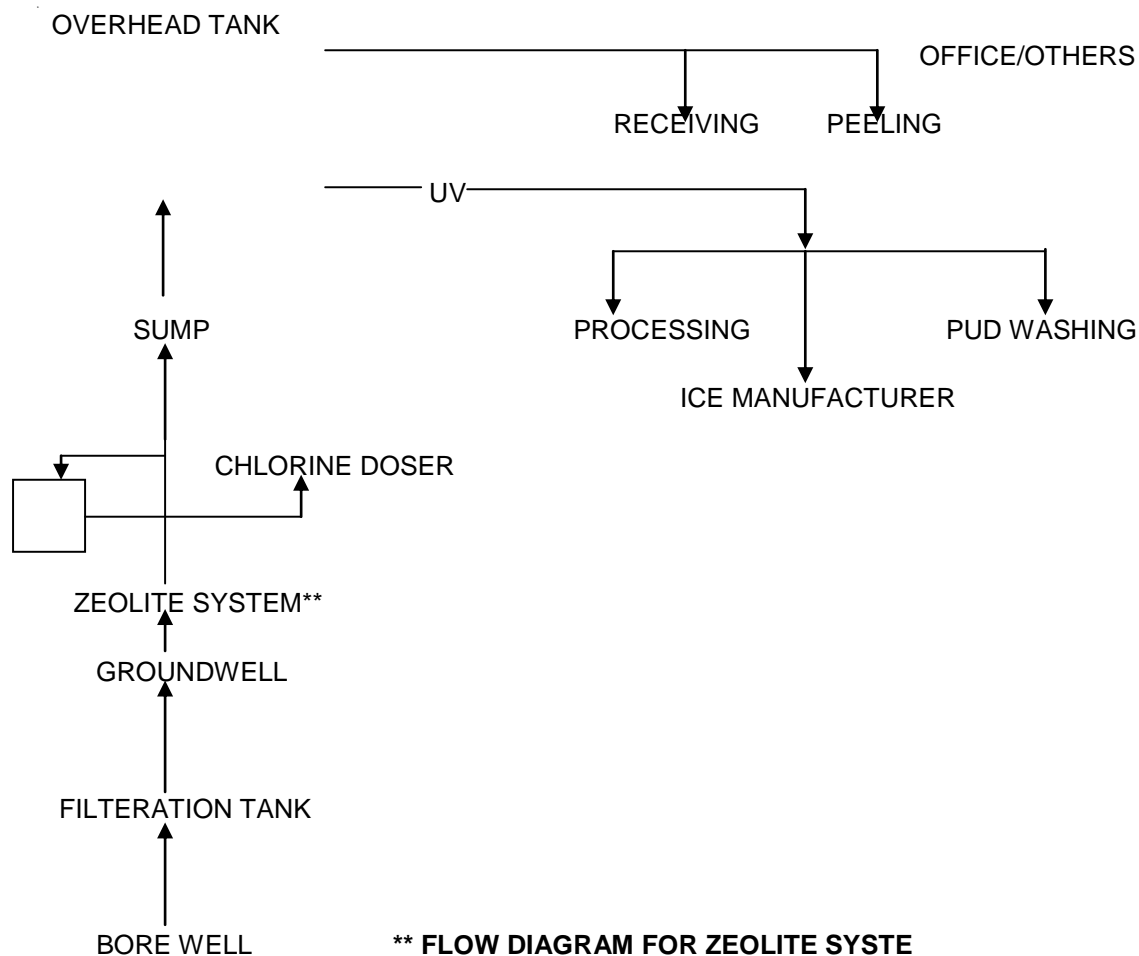 OVERHEAD TANK
OFFICE/OTHERS
RECEIVING
PEELING
UV
SUMP
PROCESSING
PUD WASHING
ICE MANUFACTURER
CHLORINE DOSER
ZEOLITE SYSTEM**
GROUNDWELL
FILTERATION TANK
BORE WELL
** FLOW DIAGRAM FOR ZEOLITE SYSTE